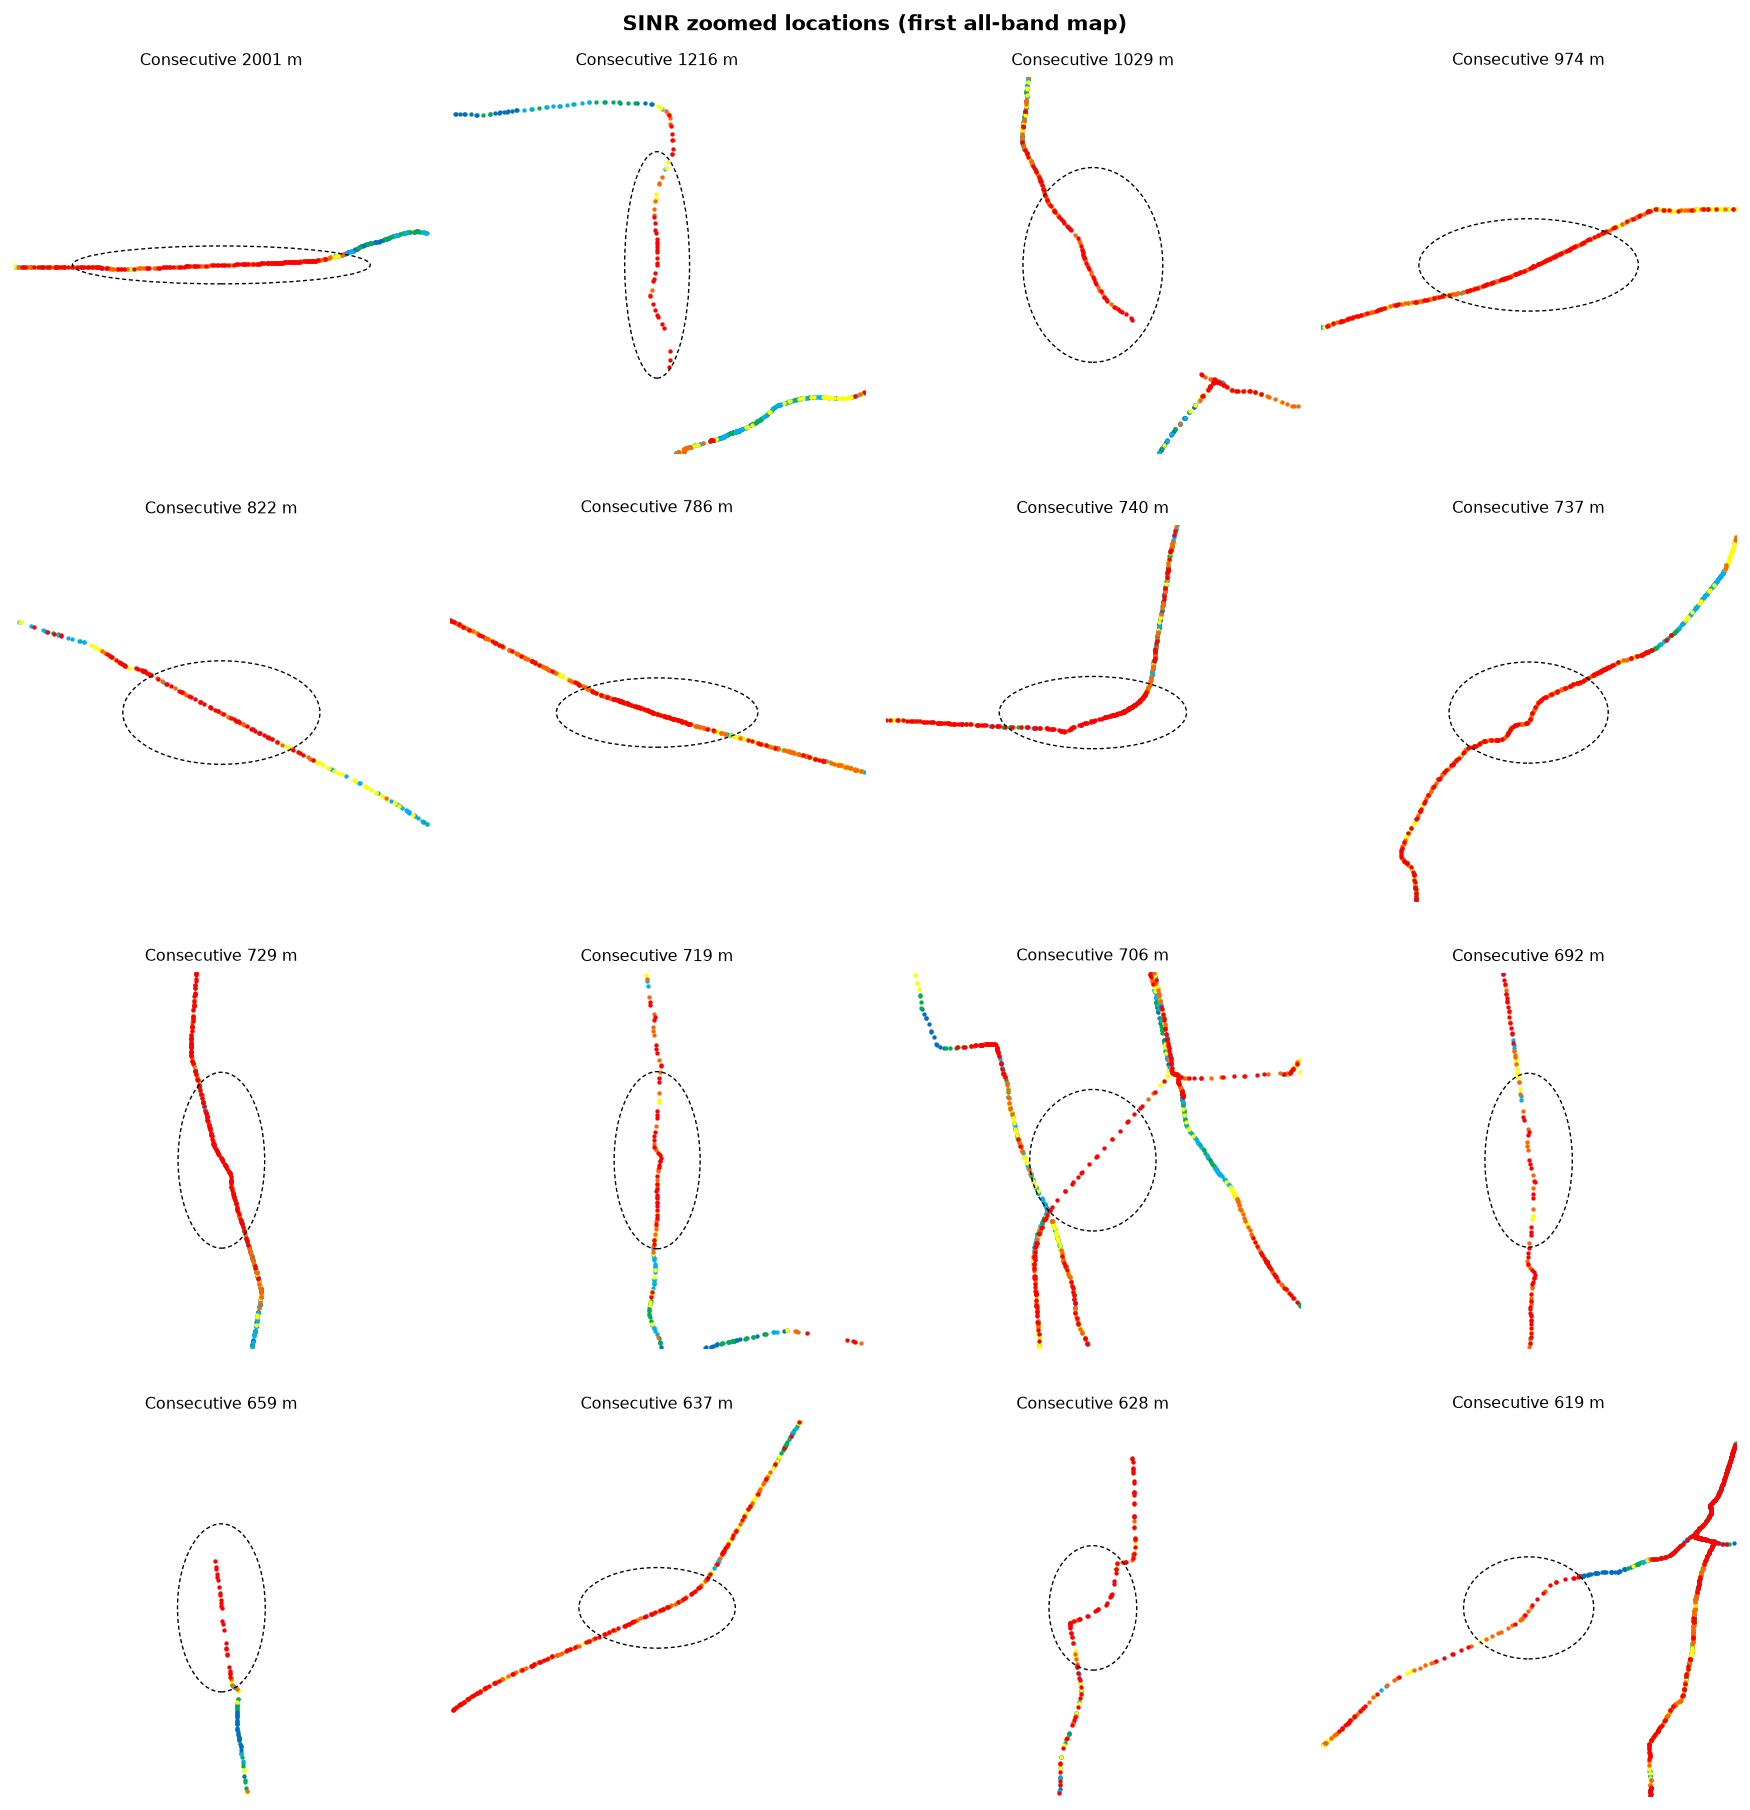 SINR zoomed locations (first all-band map)
Consecutive 2001 m
Consecutive 1216 m
Consecutive 1029 m
Consecutive 974 m
Consecutive 822 m
Consecutive 786 m
Consecutive 740 m
Consecutive 737 m
Consecutive 729 m
Consecutive 719 m
Consecutive 706 m
Consecutive 692 m
Consecutive 659 m
Consecutive 637 m
Consecutive 628 m
Consecutive 619 m